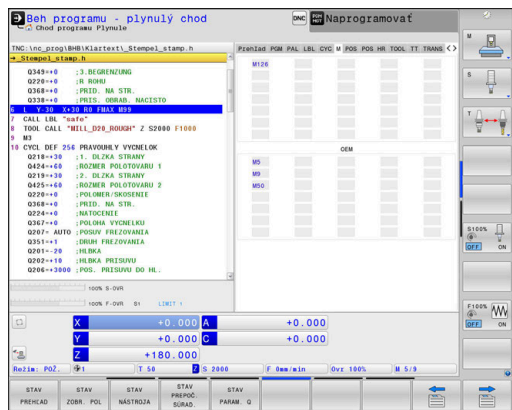 Beh programu - plynulý chod
Chod programu Plynule
DNC
Naprogramovať
TNC:\nc_prog\BHB\Klartext\_Stempel_stamp.h
→_Stempel_stamp.h
Q349=+0 ;3.BEGRENZUNG
Q220=+0 ;R ROHU
Q368=+0 ;PRID. NA STR.
Q338=+0 ;PRIS. OBRAB. NACISTO
6 L Y-30 X+30 R0 FMAX M99
7 CALL LBL "safe"
8 TOOL CALL "MILL_D20_ROUGH" Z S2000 F1000
9 M3
10 CYCL DEF 256 PRAVOUHLY VYCNELOK
Q218=+30 ;1. DLZKA STRANY
Q424=+60 ;ROZMER POLOTOVARU 1
Q219=+30 ;2. DLZKA STRANY
Q425=+60 ;ROZMER POLOTOVARU 2
Q220=+0 ;POLOMER/SKOSENIE
Q368=+0 ;PRID. NA STR.
Q224=+0 ;NATOCENIE
Q367=+0 ;POLOHA VYCNELKU
Q207= AUTO ;POSUV FREZOVANIA
Q351=+1 ;DRUH FREZOVANIA
Q201=-20 ;HLBKA
Q202=+10 ;HLBKA PRISUVU
Q206=+3000 ;POS. PRISUVU DO HL.
Prehlad PGM PAL LBL CYC M POS POS HR TOOL TT TRANS
M126
OEM
M5
M9
M50
100% S-OVR
100% F-OVR S1 LIMIT 1
X +0.000 A +0.000
Y +0.000 C +0.000
Z +180.000
Režim: POŽ. 1 T 50 Z S 2000 F 0mm/min Ovr 100% M 5/9
M
S
T
S100%
OFF ON
F100%
OFF ON
STAV PREHLAD
STAV ZOBR. POL
STAV NÁSTROJA
STAV PREPOČ. SÚRAD.
STAV PARAM. Q